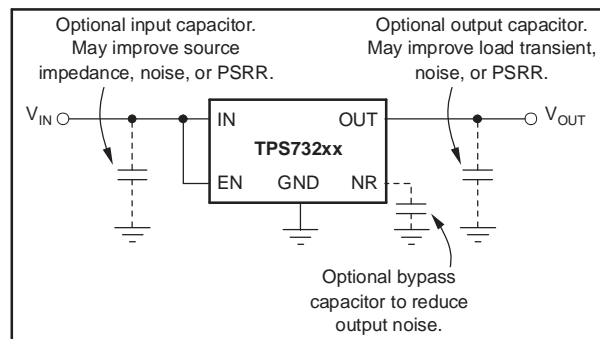 Optional input capacitor.
May improve source
impedance, noise, or PSRR.
Optional output capacitor.
May improve load transient,
noise, or PSRR.
VIN
IN
OUT
VOUT
TPS732xx
EN
GND
NR
Optional bypass
capacitor to reduce
output noise.